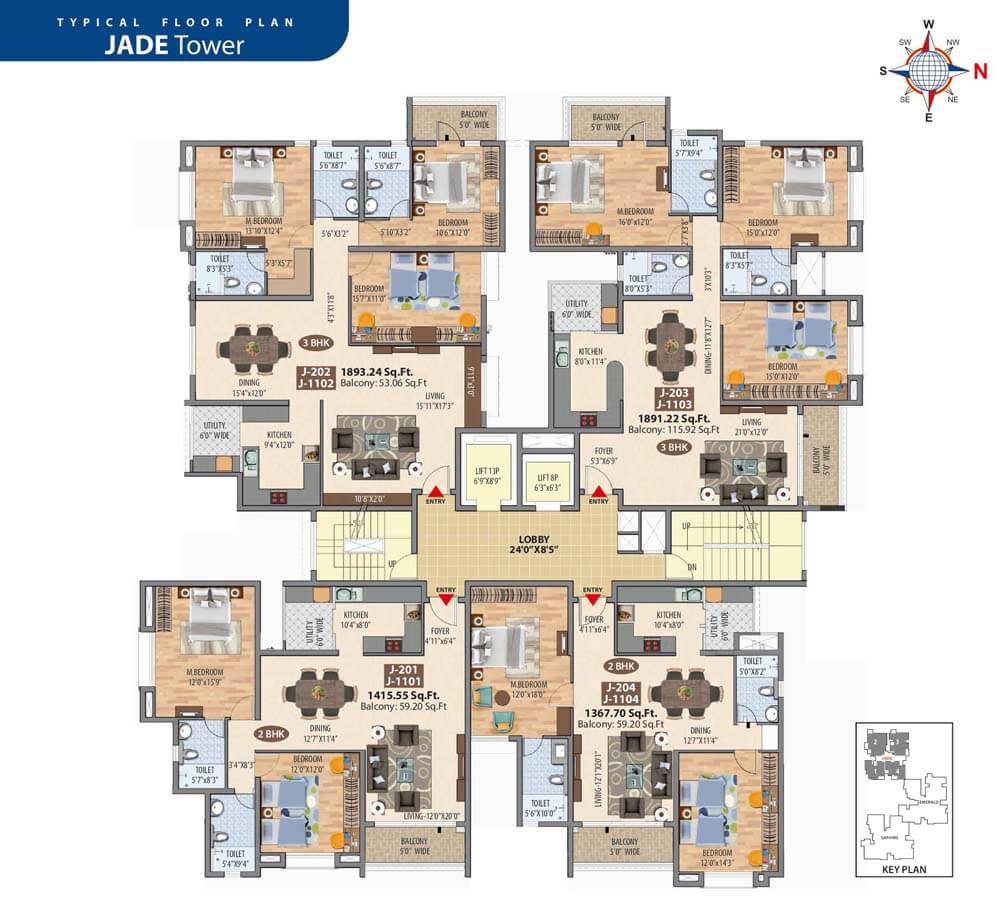 TYPICAL FLOOR PLAN
JADE Tower
W
SW
NW
S
N
SE
NE
E
BALCONY
5'0" WIDE
TOILET
5'6"X8'7"
TOILET
5'6"x8'7"
M.BEDROOM
13'10"X12'4"
BEDROOM
10'6"X12'0"
5'6"X3'2"
5'10"X3'2"
5'3"X5'7"
TOILET
8'3"X5'3"
BEDROOM
15'7"X11'0"
4'3"X11'8"
3 BHK
J-202
J-1102
1893.24 Sq.Ft.
Balcony: 53.06 Sq.Ft
DINING
15'4"x12'0"
LIVING
15'11"X17'3"
UTILITY
6'0" WIDE
KITCHEN
9'4"x12'0"
10'8"X2'0"
ENTRY
BALCONY
5'0" WIDE
TOILET
5'7"X9'4"
M.BEDROOM
16'0"x12'0"
BEDROOM
15'0"x12'0"
TOILET
8'0"X5'3"
TOILET
8'3"X5'7"
3'X10'3"
UTILITY
6'0" WIDE
KITCHEN
8'0"x 11'4"
DINING-11'8"X12'7"
BEDROOM
15'0"X12'0"
J-203
J-1103
1891.22 Sq.Ft.
Balcony: 115.92 Sq.Ft
3 BHK
LIVING
21'0"x12'0"
BALCONY
5'0" WIDE
FOYER
5'3"X6'9"
ENTRY
LIFT 13P
6'9"X8'9"
LIFT 8P
6'3"x6'3"
LOBBY
24'0"X8'5"
UP
UP
DN
ENTRY
ENTRY
M.BEDROOM
12'0"x15'9"
UTILITY
6'0" WIDE
KITCHEN
10'4"x8'0"
FOYER
4'11"x6'4"
J-201
J-1101
1415.55 Sq.Ft.
Balcony: 59.20 Sq.Ft
DINING
12'7"X11'4"
2 BHK
3'4"X8'3"
TOILET
5'7"x8'3"
BEDROOM
12'0"X12'0"
TOILET
5'4"X9'4"
LIVING-12'0"X20'0"
BALCONY
5'0" WIDE
M.BEDROOM
12'0"x18'0"
FOYER
4'11"x6'4"
KITCHEN
10'4"x8'0"
UTILITY
6'0" WIDE
2 BHK
J-204
J-1104
1367.70 Sq.Ft.
Balcony: 59.20 Sq.Ft
TOILET
5'0"X8'2"
DINING
12'7"X11'4"
LIVING-12'1"X20'1"
TOILET
5'6"X10'0"
BALCONY
5'0" WIDE
BEDROOM
12'0"x14'3"
EMERALD
SAPHIRE
KEY PLAN